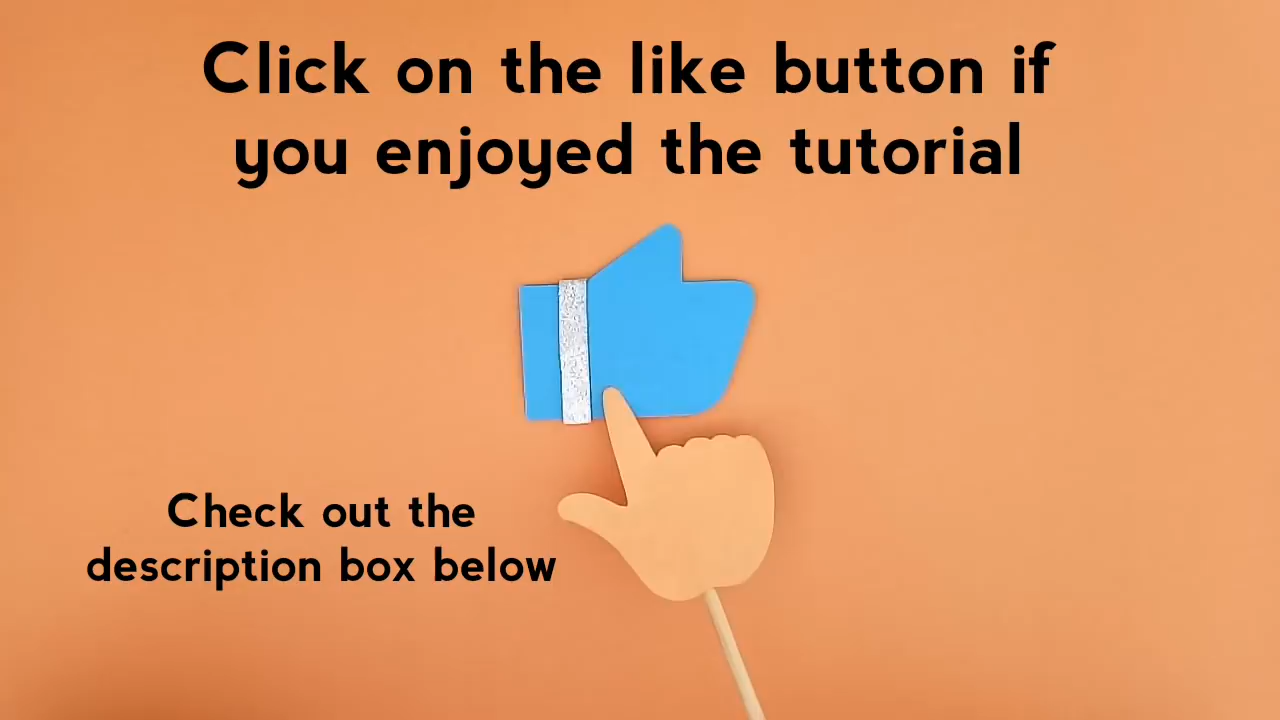 Click on the like button if
you enjoyed the tutorial
Check out the
description box below